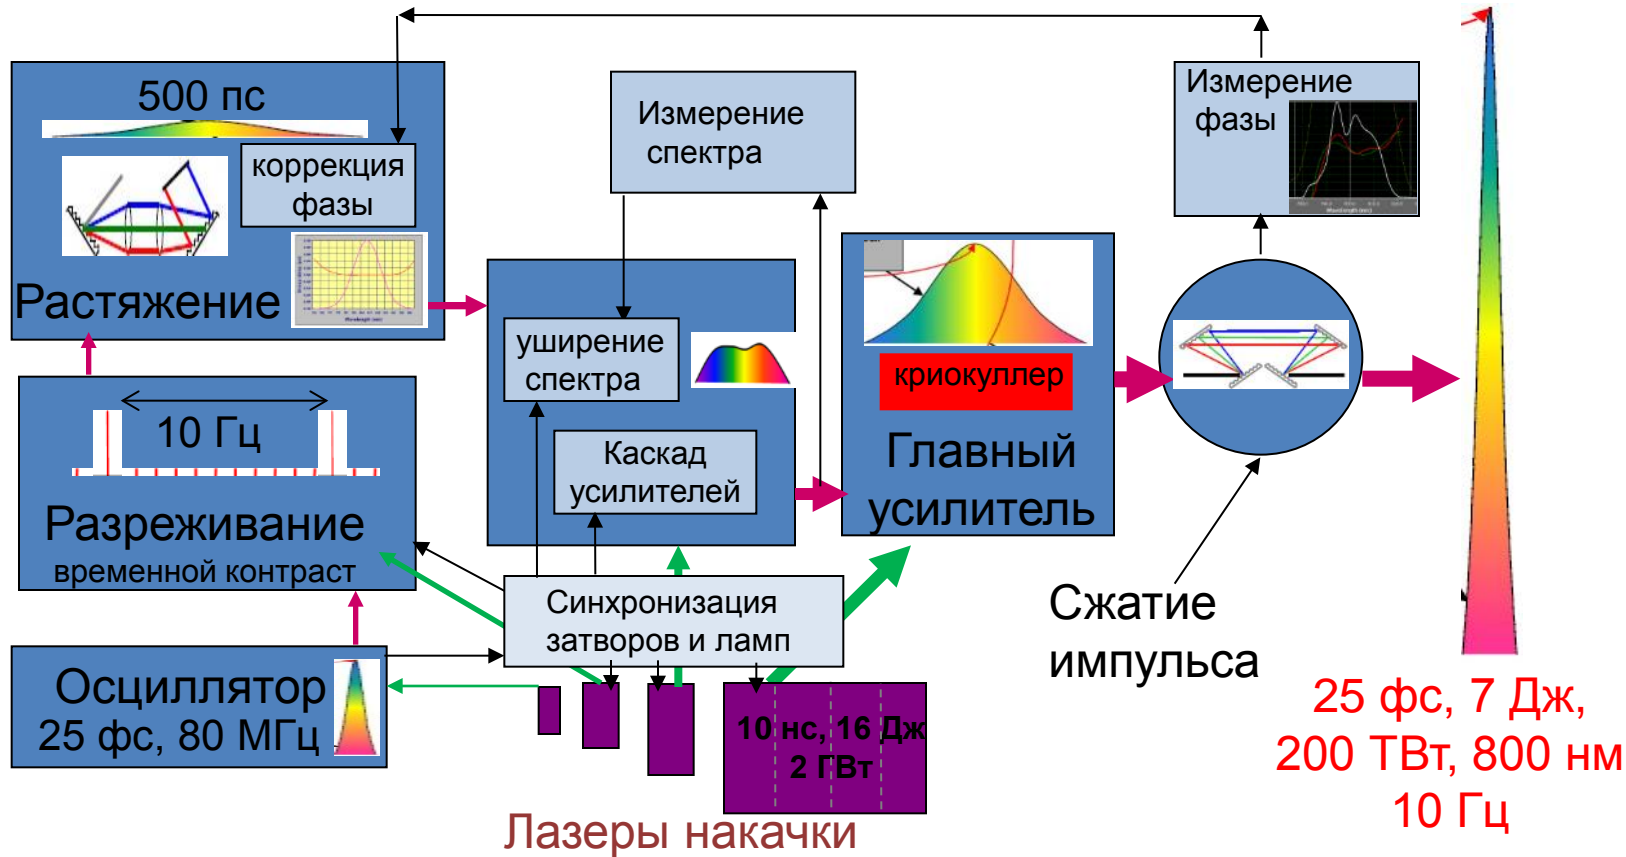 500 пс
коррекция
фазы
Растяжение
Измерение
спектра
Измерение
фазы
уширение
спектра
Каскад
усилителей
криокуллер
Главный
усилитель
10 Гц
Разреживание
временной контраст
Синхронизация
затворов и ламп
Сжатие
импульса
Осциллятор
25 фс, 80 МГц
10 нс, 16 Дж
2 ГВт
Лазеры накачки
25 фс, 7 Дж,
200 ТВт, 800 нм
10 Гц